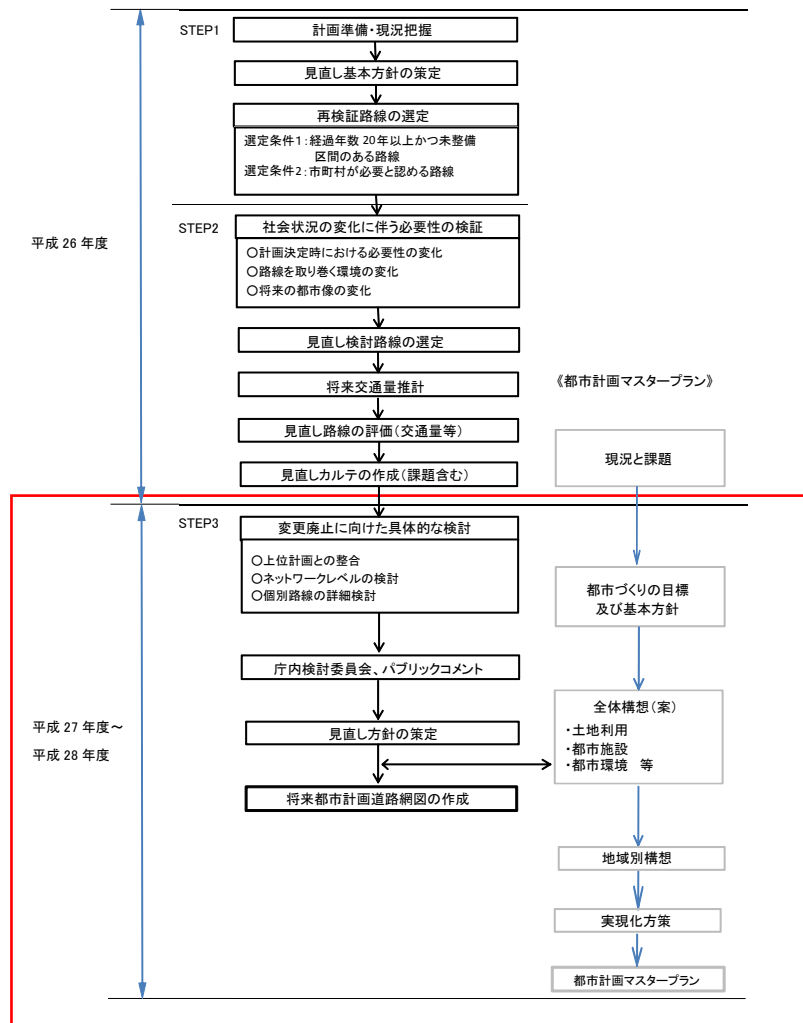 STEP1
計画準備・現況把握
見直し基本方針の策定
再検証路線の選定
選定条件1：経過年数 20年以上かつ未整備
区間のある路線
選定条件2：市町村が必要と認める路線
平成 26 年度
STEP2
社会状況の変化に伴う必要性の検証
○計画決定時における必要性の変化
○路線を取り巻く環境の変化
○将来の都市像の変化
見直し検討路線の選定
将来交通量推計
見直し路線の評価（交通量等）
見直しカルテの作成（課題含む）
《都市計画マスタープラン》
現況と課題
STEP3
変更廃止に向けた具体的な検討
○上位計画との整合
○ネットワークレベルの検討
○個別路線の詳細検討
庁内検討委員会、パブリックコメント
見直し方針の策定
将来都市計画道路網図の作成
平成 27 年度～
平成 28 年度
都市づくりの目標
及び基本方針
全体構想（案）
・土地利用
・都市施設
・都市環境 等
地域別構想
実現化方策
都市計画マスタープラン